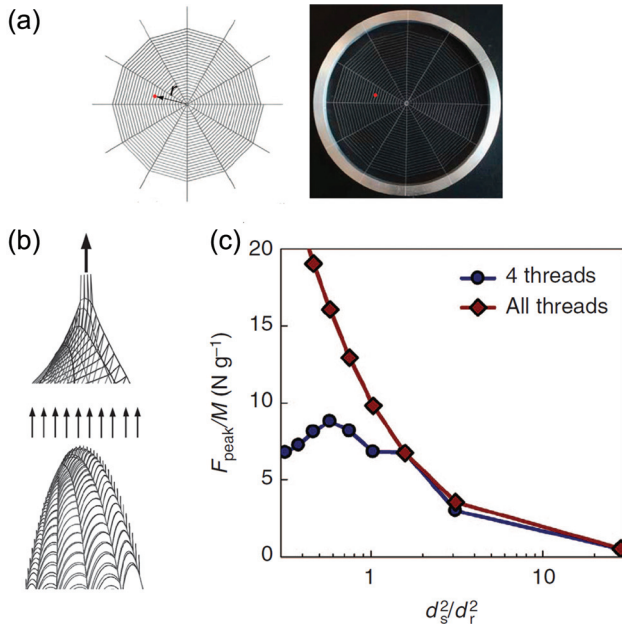 (a)
r
(b)
(c)
20
15
10
5
0
F_peak/M (N g⁻¹)
4 threads
All threads
1
10
d_s²/d_r²